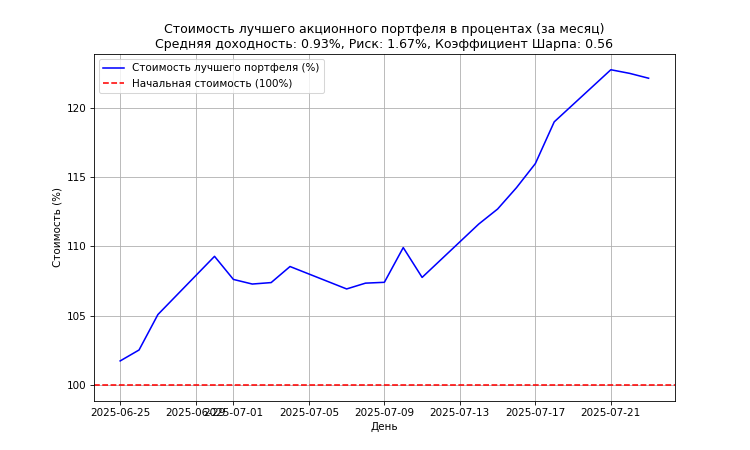 Стоимость лучшего акционного портфеля в процентах (за месяц)
Средняя доходность: 0.93%, Риск: 1.67%, Коэффициент Шарпа: 0.56
Стоимость лучшего портфеля (%)
Начальная стоимость (100%)
Стоимость (%)
120
115
110
105
100
2025-06-25 2025-06-29 2025-07-01 2025-07-05 2025-07-09 2025-07-13 2025-07-17 2025-07-21
День